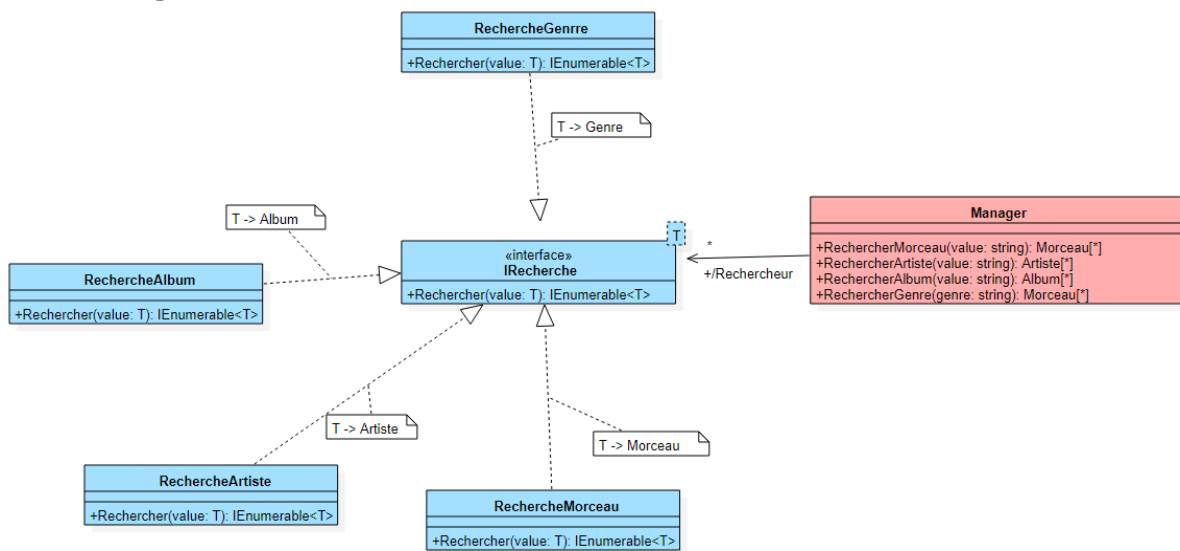 RechercheGenrre
+Rechercher(value: T): IEnumerable<T>
T -> Genre
T -> Album
RechercheAlbum
+Rechercher(value: T): IEnumerable<T>
T
«interface»
IRecherche
+Rechercher(value: T): IEnumerable<T>
*
+/Rechercheur
Manager
+RechercherMorceau(value: string): Morceau[*]
+RechercherArtiste(value: string): Artiste[*]
+RechercherAlbum(value: string): Album[*]
+RechercherGenre(genre: string): Morceau[*]
T -> Artiste
T -> Morceau
RechercheArtiste
+Rechercher(value: T): IEnumerable<T>
RechercheMorceau
+Rechercher(value: T): IEnumerable<T>